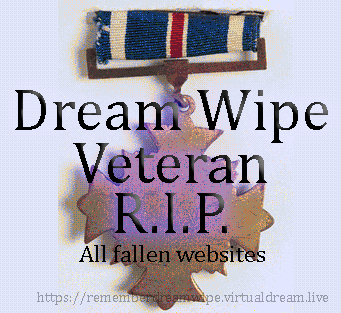 Dream Wipe
Veteran
R.I.P.
All fallen websites
https://rememberdreamwipe.virtualdream.live